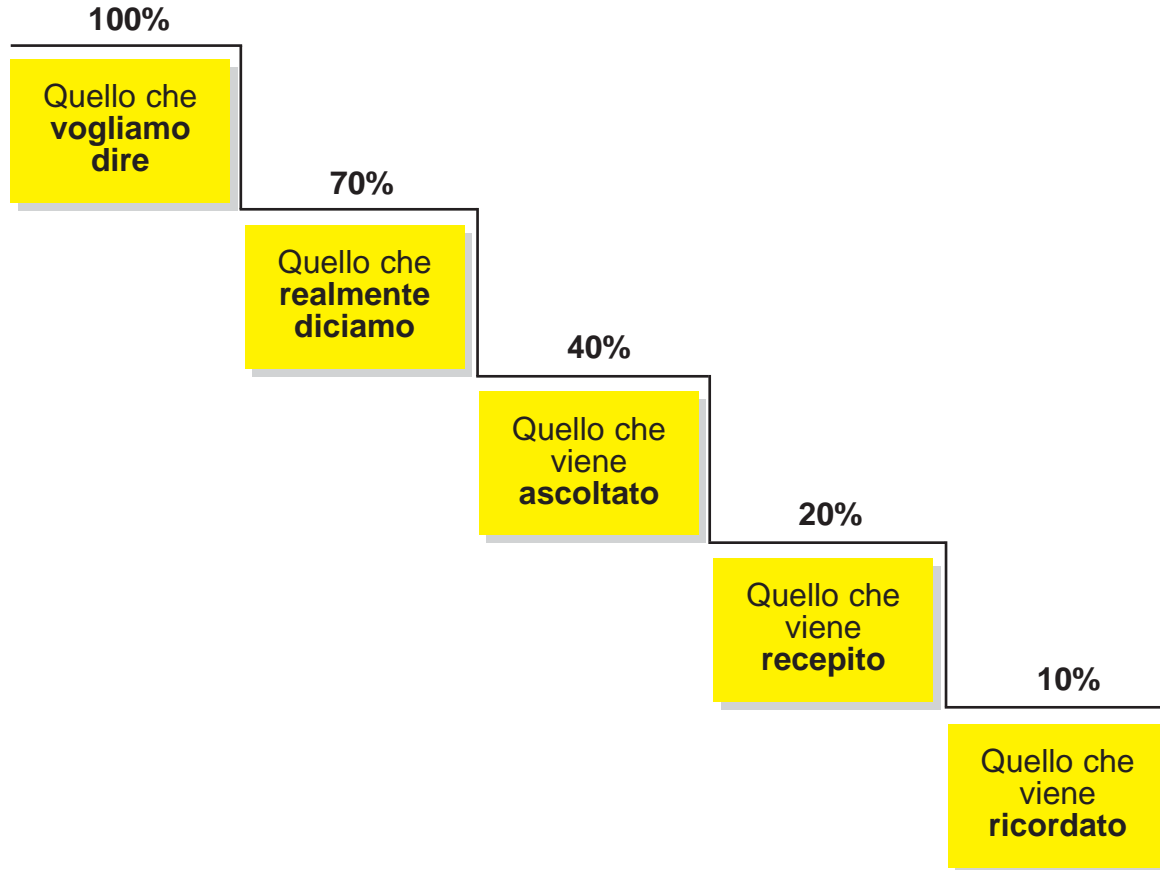 100%
Quello che
vogliamo
dire
70%
Quello che
realmente
diciamo
40%
Quello che
viene
ascoltato
20%
Quello che
viene
recepito
10%
Quello che
viene
ricordato